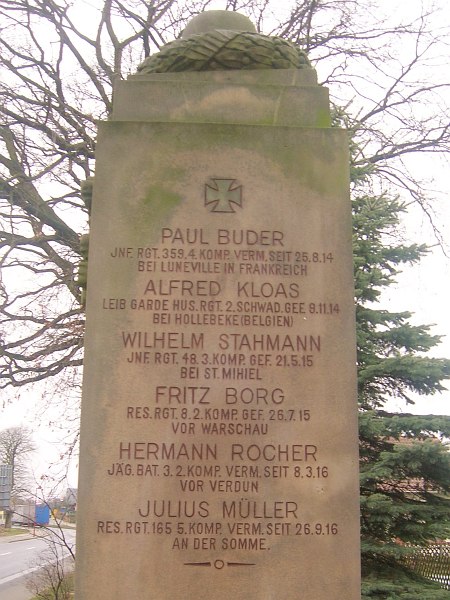 PAUL BUDER
JNF. RGT. 359. 4. KOMP. VERM. SEIT 25. 8. 14
BEI LUNEVILLE IN FRANKREICH
ALFRED KLOAS
LEIB GARDE HUS. RGT. 2. SCHWAD. GEF. 9. 11. 14
BEI HOLLEBEKE (BELGIEN)
WILHELM STAHMANN
JNF. RGT. 48. 3. KOMP. GEF. 21. 5. 15
BEI ST. MIHIEL
FRITZ BORG
RES. RGT. 8. 2. KOMP. GEF. 26. 7. 15
VOR WARSCHAU
HERMANN ROCHER
JÄG. BAT. 3. 2. KOMP. VERM. SEIT 8. 3. 16
VOR VERDUN
JULIUS MÜLLER
RES. RGT. 165 5. KOMP. VERM. SEIT 26. 9. 16
AN DER SOMME.